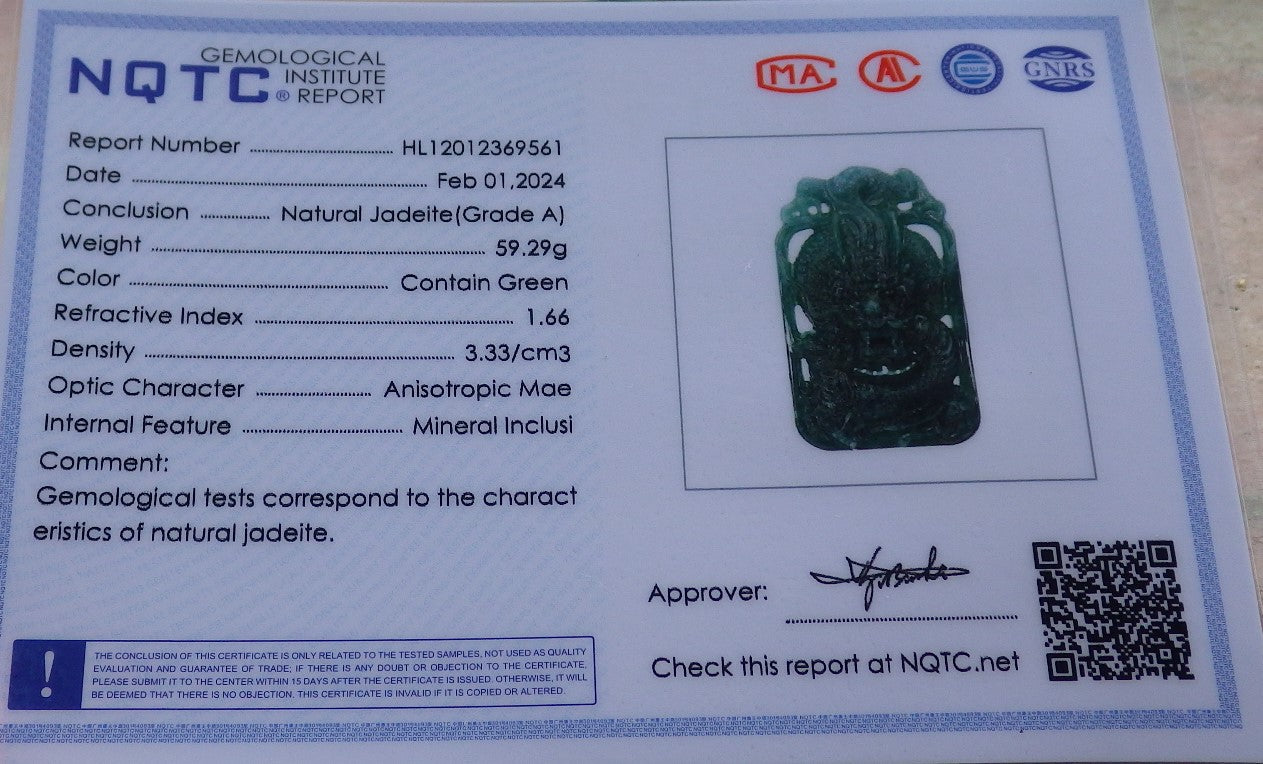 NQTC® GEMOLOGICAL INSTITUTE REPORT
MA
GNRS
Report Number HL12012369561
Date Feb 01,2024
Conclusion Natural Jadeite(Grade A)
Weight 59.29g
Color Contain Green
Refractive Index 1.66
Density 3.33/cm3
Optic Character Anisotropic Mae
Internal Feature Mineral Inclusi
Comment:
Gemological tests correspond to the charact
eristics of natural jadeite.
Approver:
Check this report at NQTC.net
!
THE CONCLUSION OF THIS CERTIFICATE IS ONLY RELATED TO THE TESTED SAMPLES, NOT USED AS QUALITY
EVALUATION AND GUARANTEE OF TRADE; IF THERE IS ANY DOUBT OR OBJECTION TO THE CERTIFICATE,
PLEASE SUBMIT IT TO THE CENTER WITHIN 15 DAYS AFTER THE CERTIFICATE IS ISSUED. OTHERWISE, IT WILL
BE DEEMED THAT THERE IS NO OBJECTION. THIS CERTIFICATE IS INVALID IF IT IS COPIED OR ALTERED.